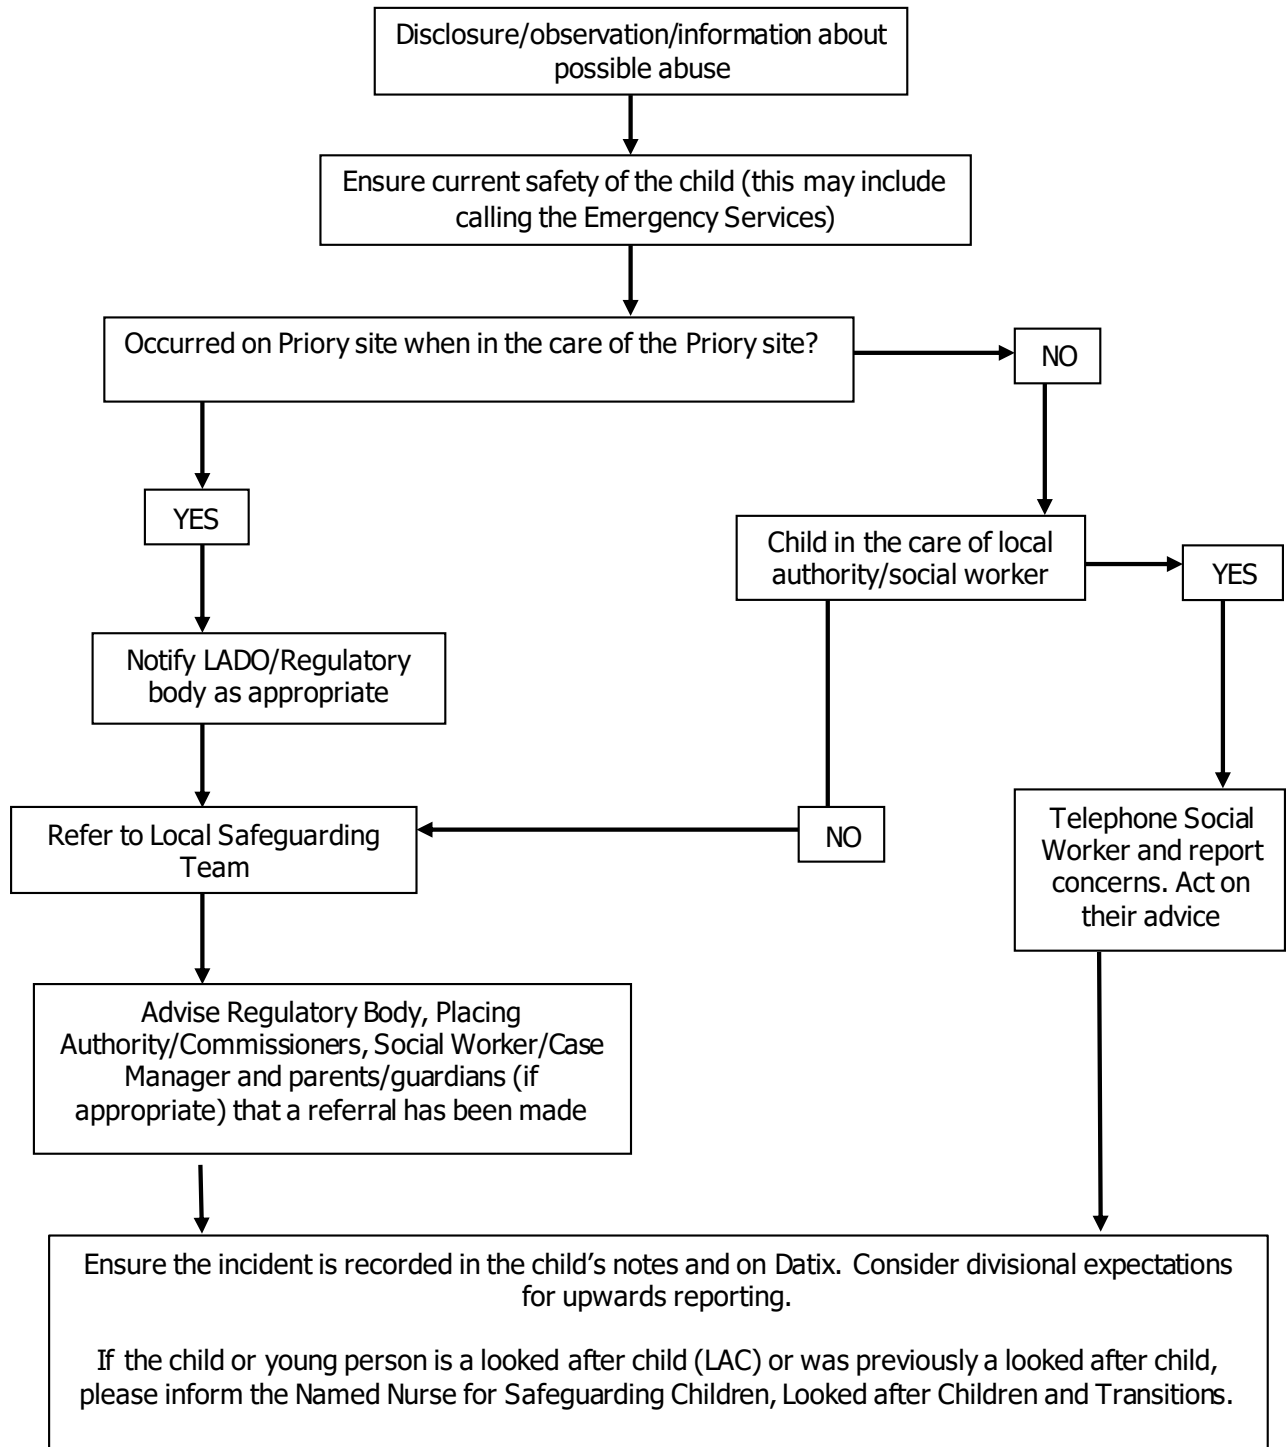 Disclosure/observation/information about
possible abuse
Ensure current safety of the child (this may include
calling the Emergency Services)
Occurred on Priory site when in the care of the Priory site?
NO
YES
Child in the care of local
authority/social worker
YES
Notify LADO/Regulatory
body as appropriate
Refer to Local Safeguarding
Team
NO
Telephone Social
Worker and report
concerns. Act on
their advice
Advise Regulatory Body, Placing
Authority/Commissioners, Social Worker/Case
Manager and parents/guardians (if
appropriate) that a referral has been made
Ensure the incident is recorded in the child’s notes and on Datix.  Consider divisional expectations
for upwards reporting.
If the child or young person is a looked after child (LAC) or was previously a looked after child,
please inform the Named Nurse for Safeguarding Children, Looked after Children and Transitions.